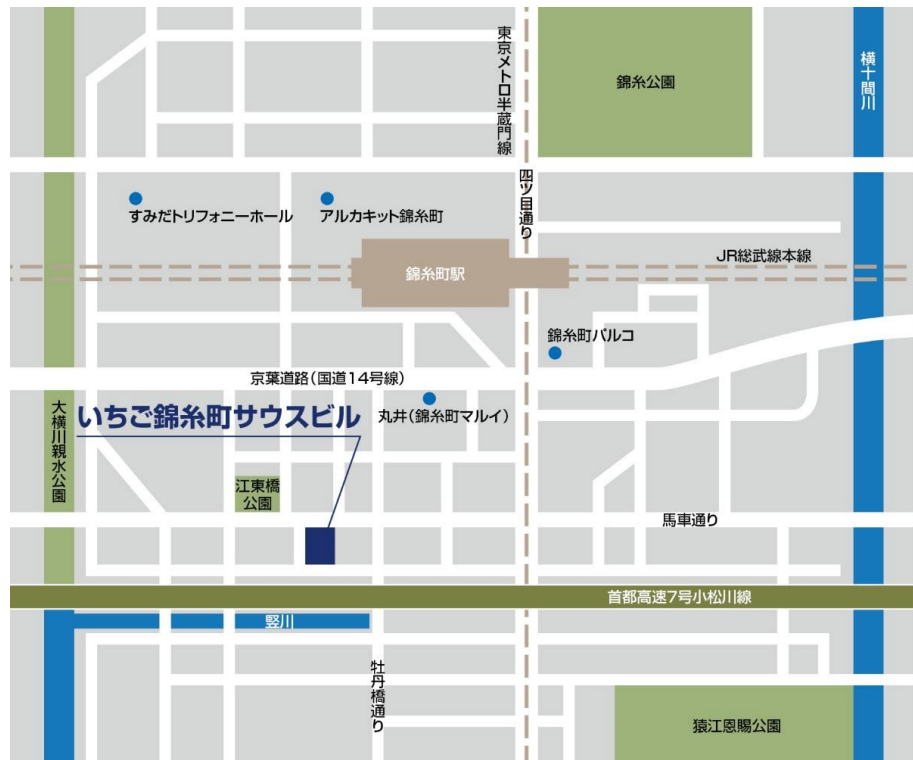 東京メトロ半蔵門線
錦糸公園
横十間川
四ツ目通り
すみだトリフォニーホール
アルカキット錦糸町
JR総武線本線
錦糸町駅
錦糸町パルコ
京葉道路(国道14号線)
丸井(錦糸町マルイ)
いちご錦糸町サウスビル
大横川親水公園
江東橋
公園
馬車通り
首都高速7号小松川線
竪川
牡丹橋通り
猿江恩賜公園